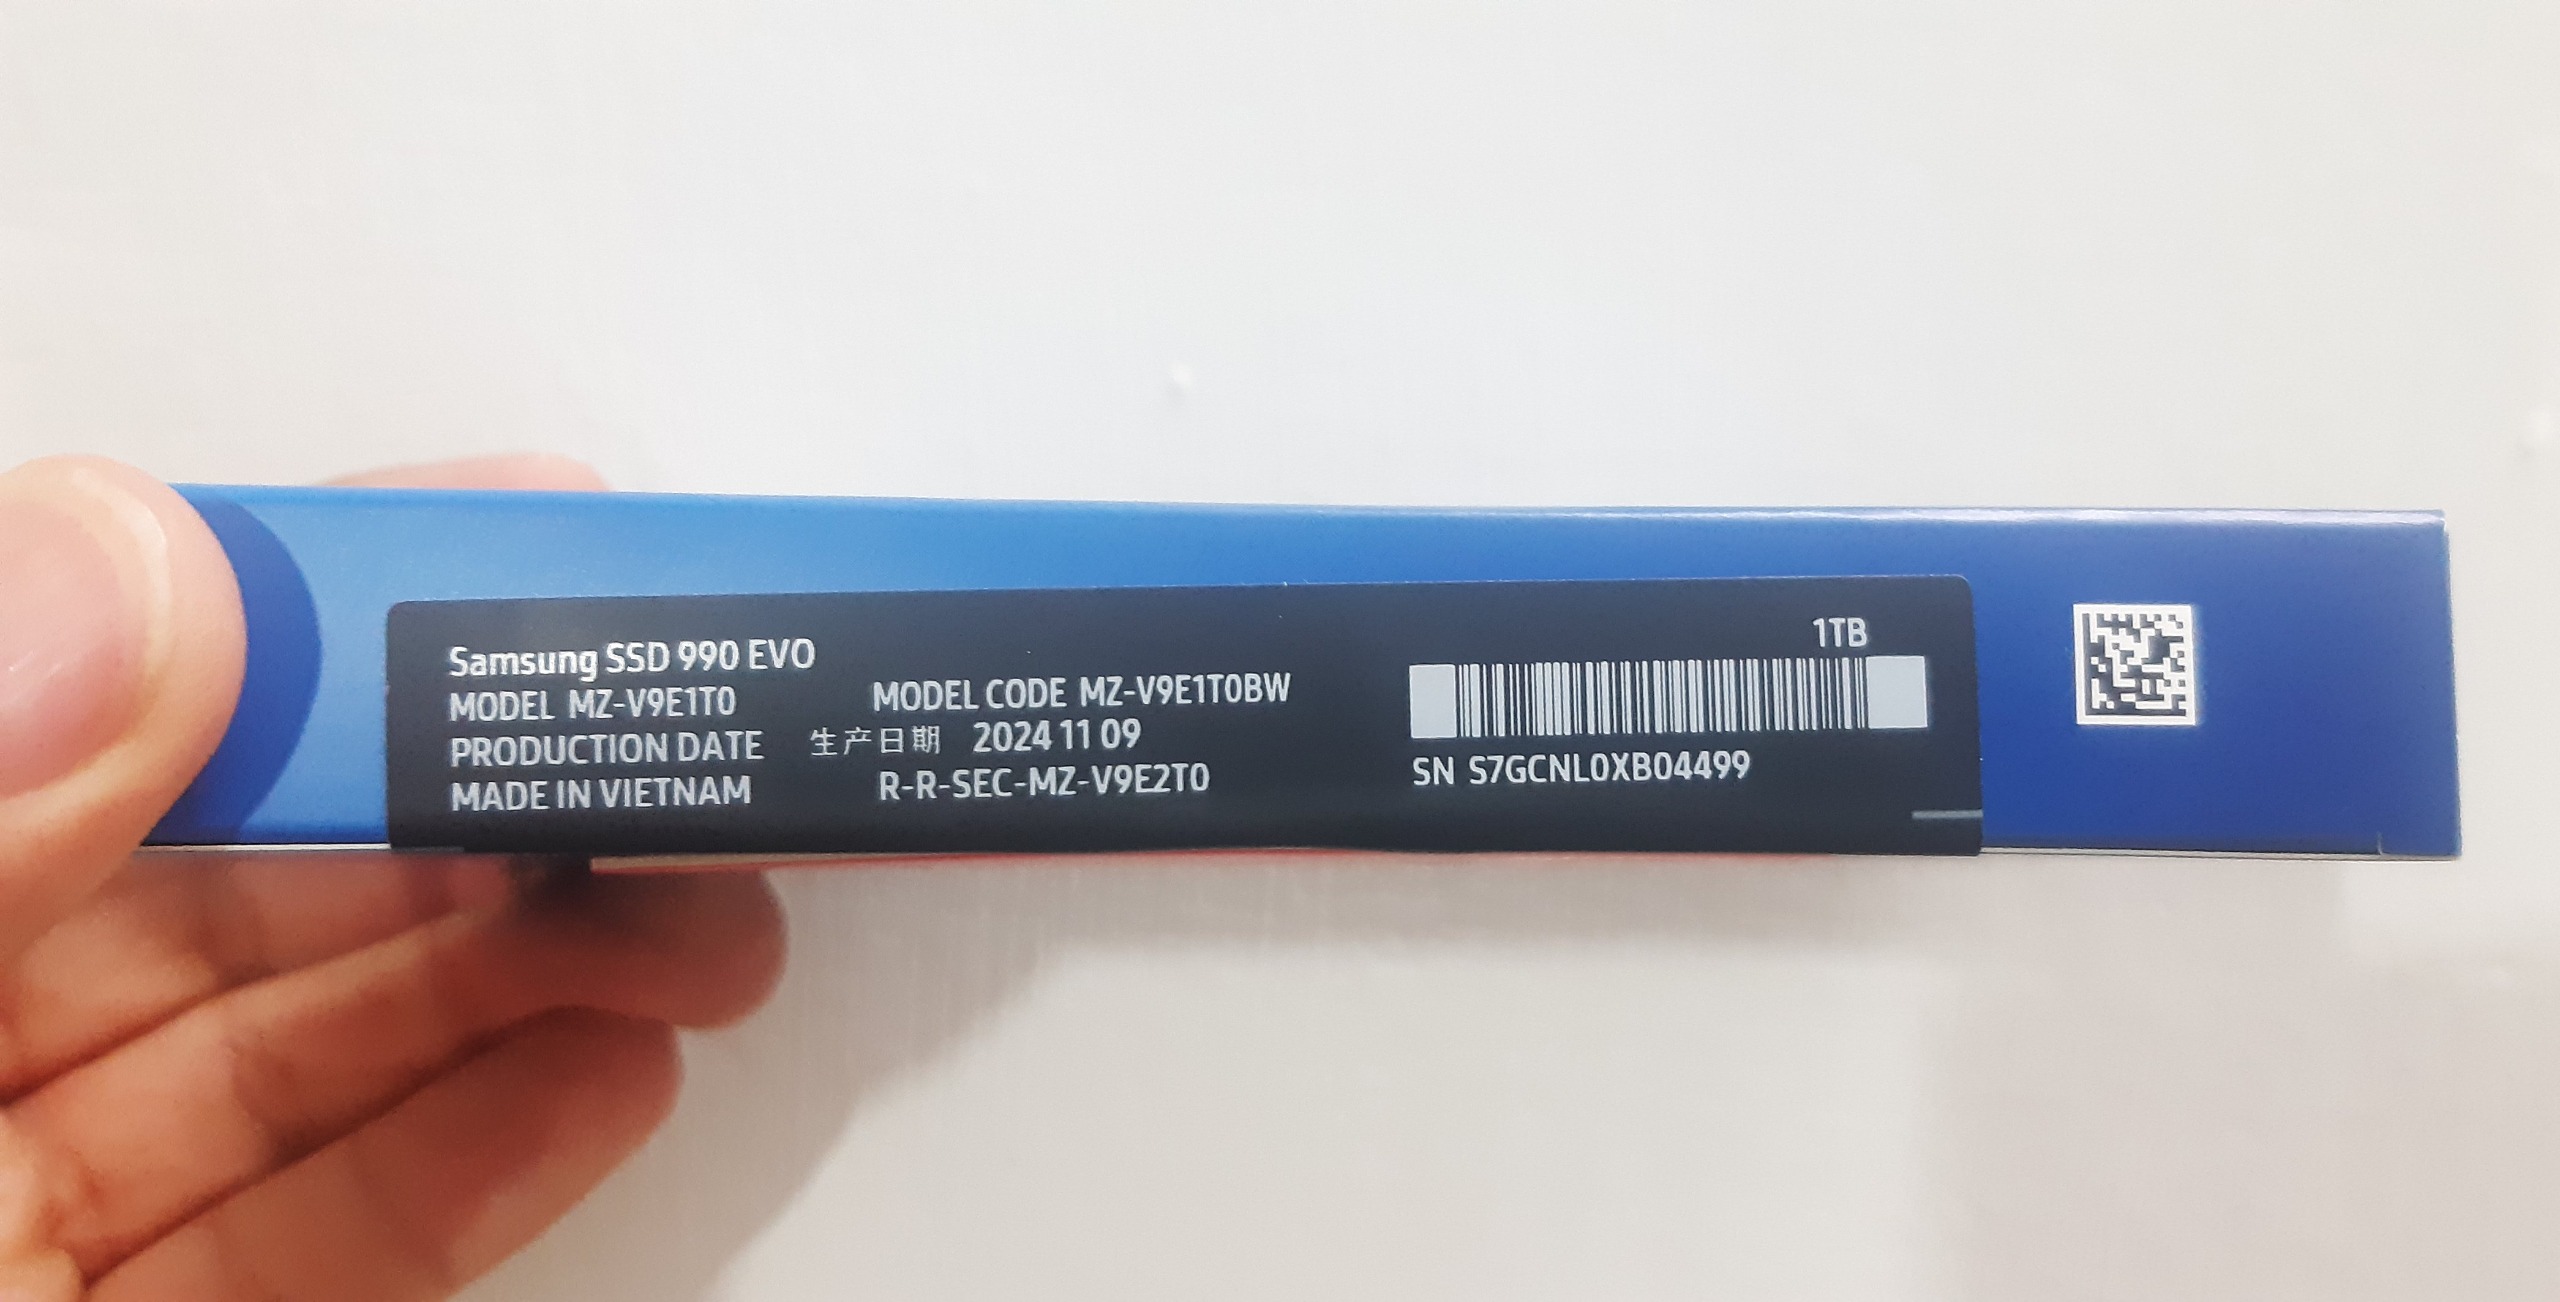 Samsung SSD 990 EVO
1TB
MODEL MZ-V9E1T0
MODEL CODE MZ-V9E1T0BW
PRODUCTION DATE 生产日期 2024 11 09
MADE IN VIETNAM
R-R-SEC-MZ-V9E2T0
SN S7GCNL0XB04499